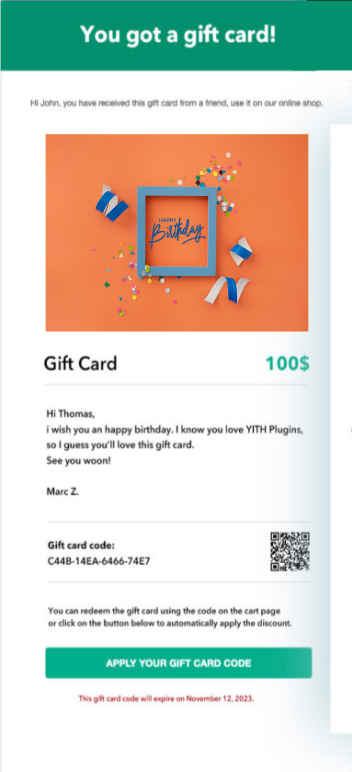 You got a gift card!
Hi John, you have received this gift card from a friend, use it on our online shop.
HAPPY
Birthday
Gift Card 100$
Hi Thomas,
i wish you an happy birthday. I know you love YITH Plugins,
so I guess you'll love this gift card.
See you woon!
Marc Z.
Gift card code:
C44B-14EA-6466-74E7
You can redeem the gift card using the code on the cart page
or click on the button below to automatically apply the discount.
APPLY YOUR GIFT CARD CODE
This gift card code will expire on November 12, 2023.